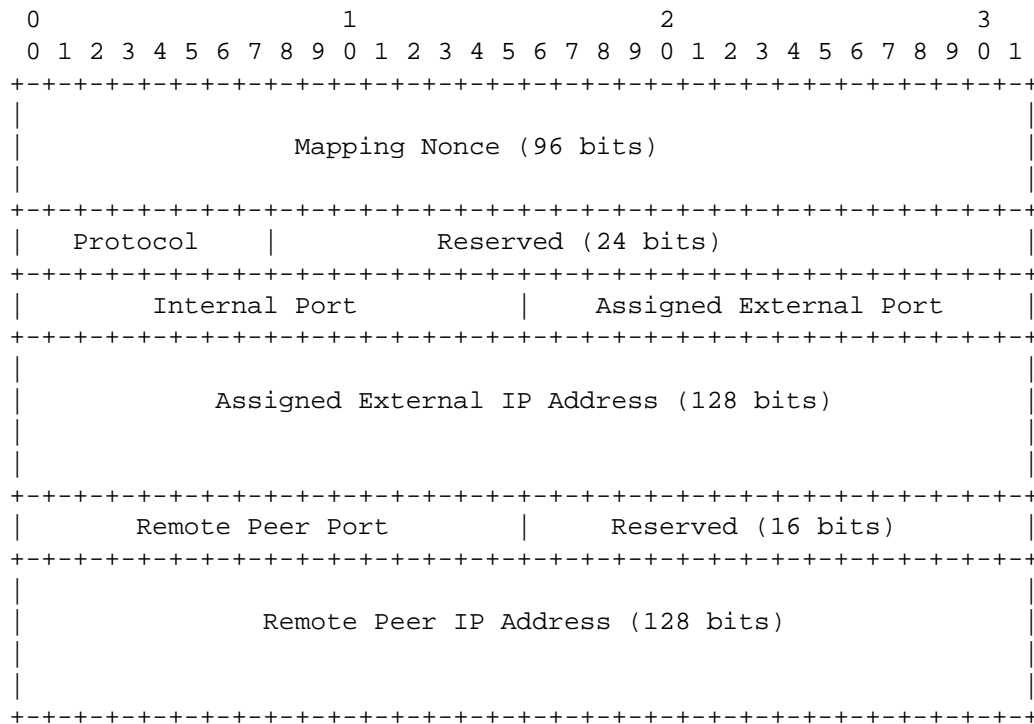 0                   1                   2                   3
 0 1 2 3 4 5 6 7 8 9 0 1 2 3 4 5 6 7 8 9 0 1 2 3 4 5 6 7 8 9 0 1
+-+-+-+-+-+-+-+-+-+-+-+-+-+-+-+-+-+-+-+-+-+-+-+-+-+-+-+-+-+-+-+-+
|                                                               |
|                 Mapping Nonce (96 bits)                       |
|                                                               |
+-+-+-+-+-+-+-+-+-+-+-+-+-+-+-+-+-+-+-+-+-+-+-+-+-+-+-+-+-+-+-+-+
|   Protocol    |          Reserved (24 bits)                   |
+-+-+-+-+-+-+-+-+-+-+-+-+-+-+-+-+-+-+-+-+-+-+-+-+-+-+-+-+-+-+-+-+
|        Internal Port          |    Assigned External Port     |
+-+-+-+-+-+-+-+-+-+-+-+-+-+-+-+-+-+-+-+-+-+-+-+-+-+-+-+-+-+-+-+-+
|                                                               |
|            Assigned External IP Address (128 bits)            |
|                                                               |
|                                                               |
+-+-+-+-+-+-+-+-+-+-+-+-+-+-+-+-+-+-+-+-+-+-+-+-+-+-+-+-+-+-+-+-+
|       Remote Peer Port        |     Reserved (16 bits)        |
+-+-+-+-+-+-+-+-+-+-+-+-+-+-+-+-+-+-+-+-+-+-+-+-+-+-+-+-+-+-+-+-+
|                                                               |
|               Remote Peer IP Address (128 bits)               |
|                                                               |
|                                                               |
+-+-+-+-+-+-+-+-+-+-+-+-+-+-+-+-+-+-+-+-+-+-+-+-+-+-+-+-+-+-+-+-+